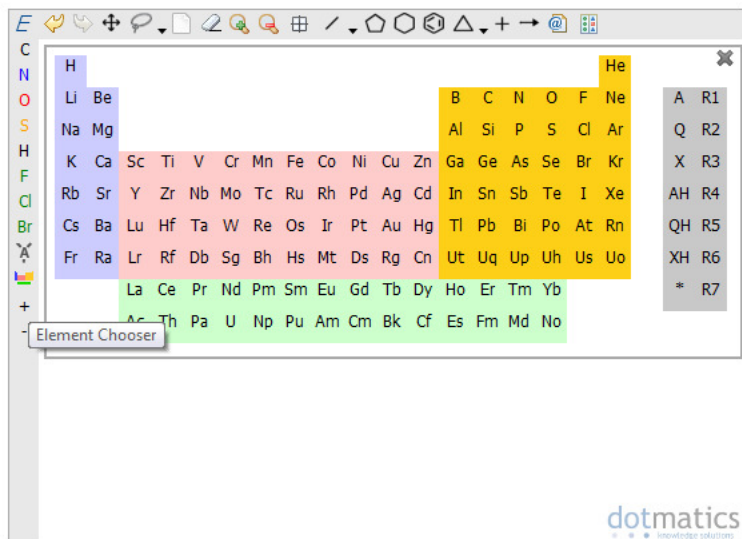 E
C
N
O
S
H
F
Cl
Br
A
+
-
Element Chooser
H He
Li Be B C N O F Ne A R1
Na Mg Al Si P S Cl Ar Q R2
K Ca Sc Ti V Cr Mn Fe Co Ni Cu Zn Ga Ge As Se Br Kr X R3
Rb Sr Y Zr Nb Mo Tc Ru Rh Pd Ag Cd In Sn Sb Te I Xe AH R4
Cs Ba Lu Hf Ta W Re Os Ir Pt Au Hg Tl Pb Bi Po At Rn QH R5
Fr Ra Lr Rf Db Sg Bh Hs Mt Ds Rg Cn Ut Uq Up Uh Us Uo XH R6
* R7
La Ce Pr Nd Pm Sm Eu Gd Tb Dy Ho Er Tm Yb
Ac Th Pa U Np Pu Am Cm Bk Cf Es Fm Md No
dotmatics
knowledge solutions